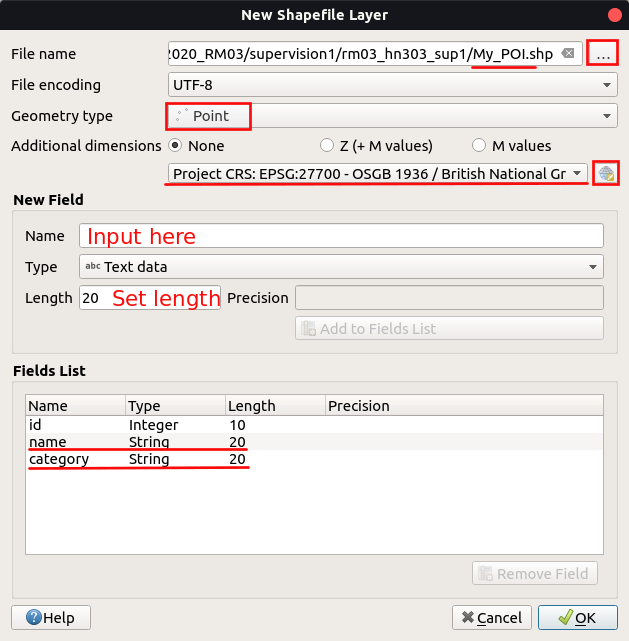 New Shapefile Layer
File name 2020_RM03/supervision1/rm03_hn303_sup1/My_POI.shp ...
File encoding UTF-8
Geometry type Point
Additional dimensions None Z (+ M values) M values
Project CRS: EPSG:27700 - OSGB 1936 / British National Gr
New Field
Name Input here
Type abc Text data
Length 20 Set length Precision
Add to Fields List
Fields List
Name Type Length Precision
id Integer 10
name String 20
category String 20
Remove Field
Help Cancel OK